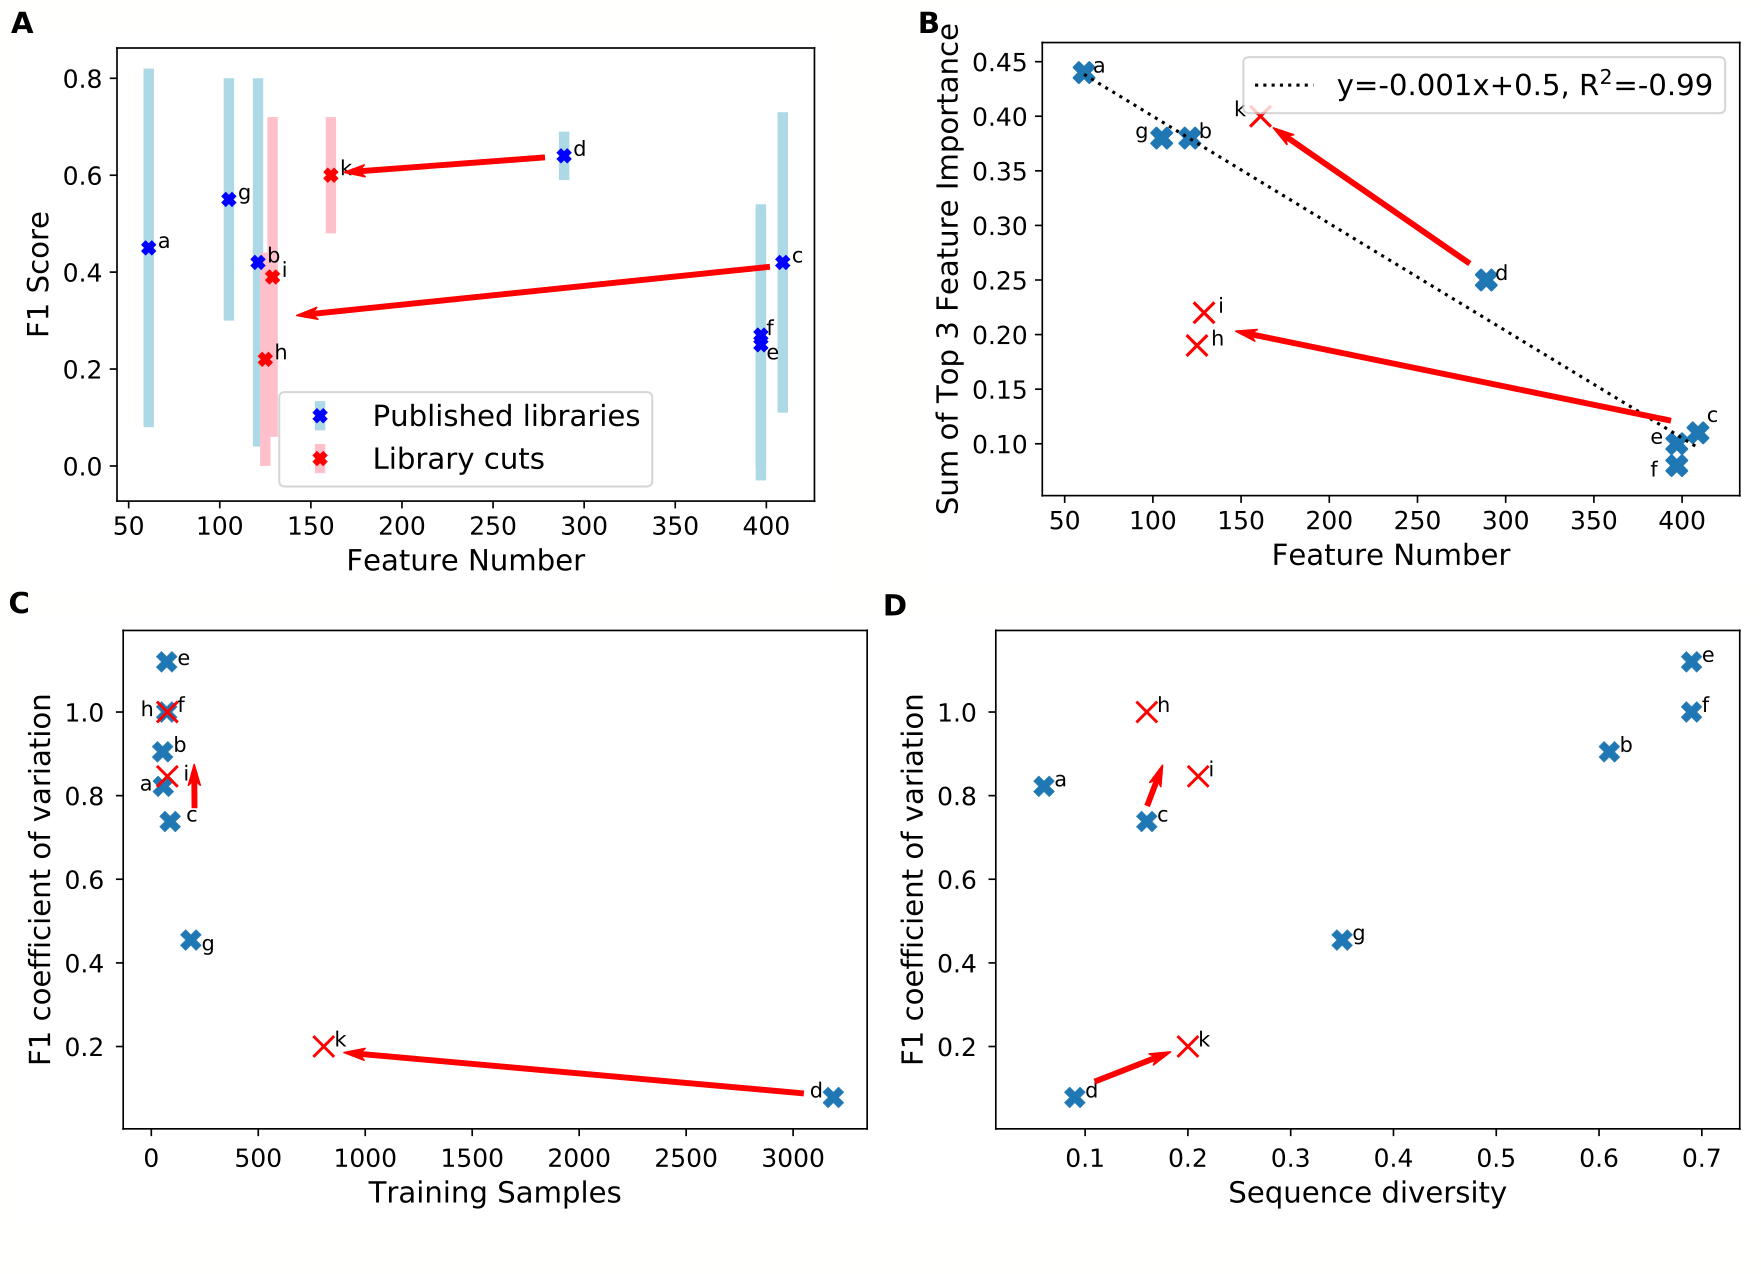 A
F1 Score
0.8
0.6
0.4
0.2
0.0
a
g
b
i
h
k
d
c
f
e
Published libraries
Library cuts
50 100 150 200 250 300 350 400
Feature Number
B
Sum of Top 3 Feature Importance
0.45
0.40
0.35
0.30
0.25
0.20
0.15
0.10
y=-0.001x+0.5, R²=-0.99
a
k
g
b
d
i
h
c
e
f
50 100 150 200 250 300 350 400
Feature Number
C
F1 coefficient of variation
1.0
0.8
0.6
0.4
0.2
e
h
f
b
i
a
c
g
k
d
0 500 1000 1500 2000 2500 3000
Training Samples
D
F1 coefficient of variation
1.0
0.8
0.6
0.4
0.2
e
h
f
b
i
a
c
g
k
d
0.1 0.2 0.3 0.4 0.5 0.6 0.7
Sequence diversity